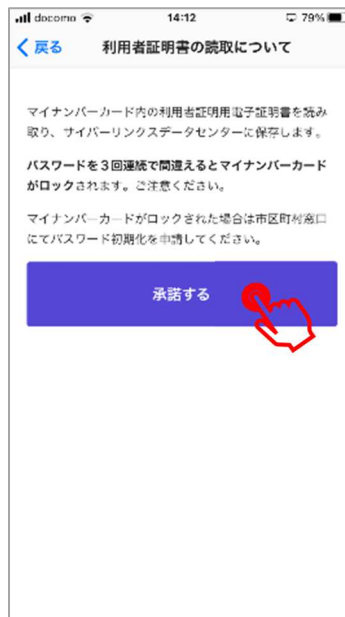 docomo 14:12 79%
戻る 利用者証明書の読取について
マイナンバーカード内の利用者証明用電子証明書を読み
取り、サイバーリンクスデータセンターに保存します。
パスワードを３回連続で間違えるとマイナンバーカード
がロックされます。ご注意ください。
マイナンバーカードがロックされた場合は市区町村窓口
にてパスワード初期化を申請してください。
承諾する